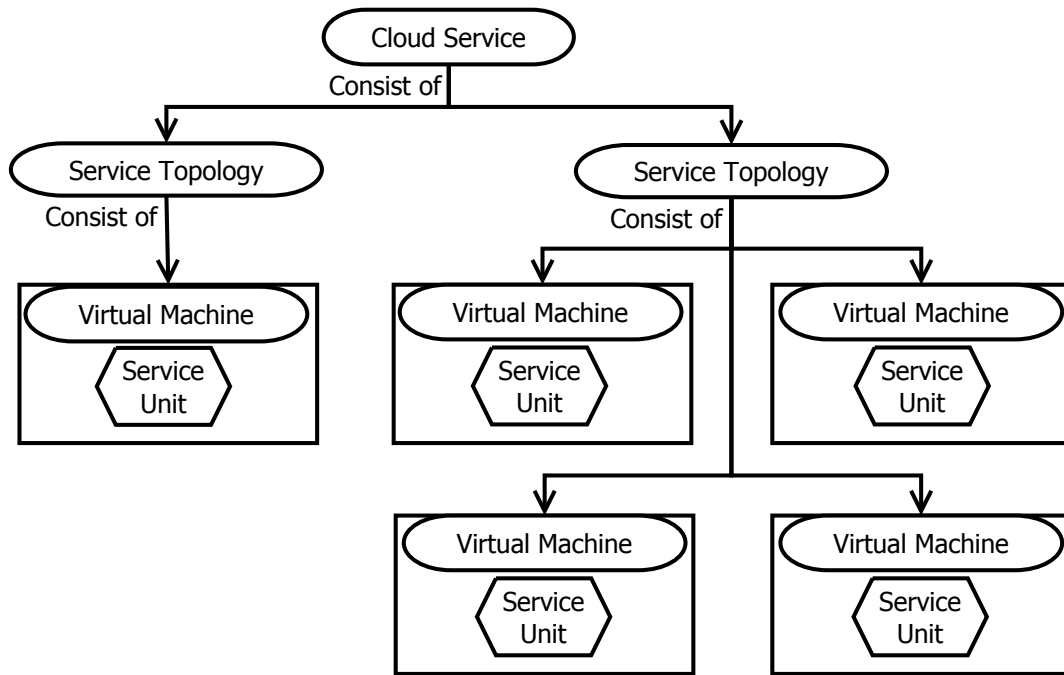 Cloud Service
Consist of
Service Topology
Service Topology
Consist of
Consist of
Virtual Machine
Service
Unit
Virtual Machine
Service
Unit
Virtual Machine
Service
Unit
Virtual Machine
Service
Unit
Virtual Machine
Service
Unit